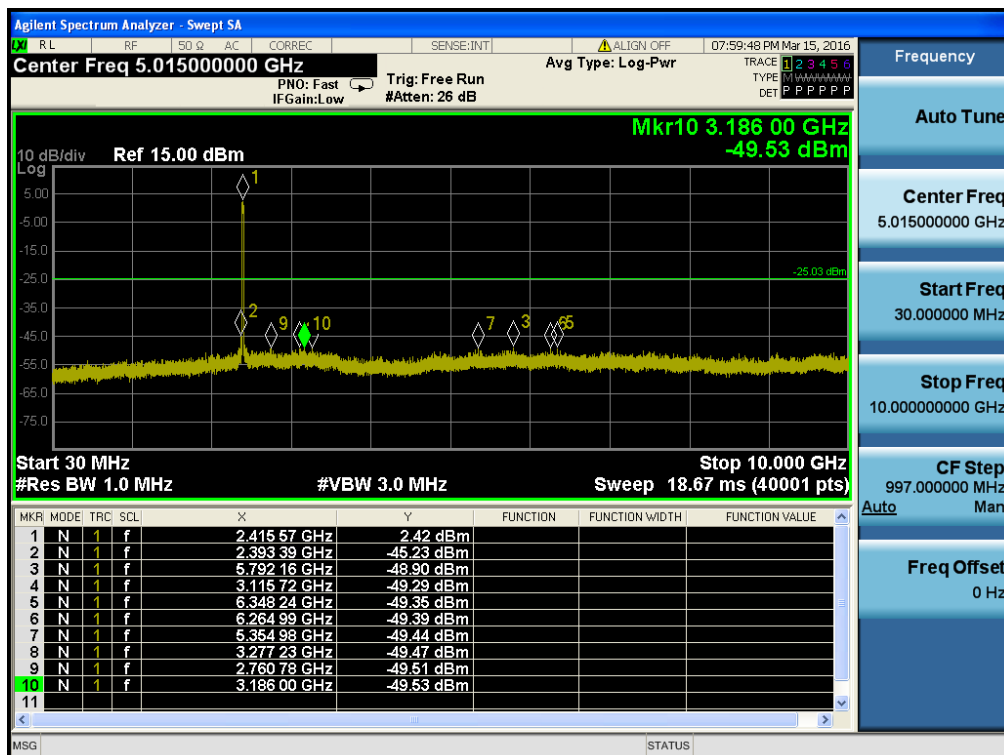 Agilent Spectrum Analyzer - Swept SA
LXI RL RF 50 Ω AC CORREC SENSE:INT ALIGN OFF 07:59:48 PM Mar 15, 2016
Center Freq 5.015000000 GHz
PNO: Fast
IFGain:Low
Trig: Free Run
#Atten: 26 dB
Avg Type: Log-Pwr
TRACE 1 2 3 4 5 6
TYPE M WWWWW
DET P P P P P P
Mkr10 3.186 00 GHz
-49.53 dBm
10 dB/div Ref 15.00 dBm
Log
1
5.00
-5.00
-15.0
-25.0
-25.03 dBm
-35.0
2 9 10 7 3 6 5
-45.0
-55.0
-65.0
-75.0
Start 30 MHz Stop 10.000 GHz
#Res BW 1.0 MHz #VBW 3.0 MHz Sweep 18.67 ms (40001 pts)
MKR MODE TRC SCL X Y FUNCTION FUNCTION WIDTH FUNCTION VALUE
1 N 1 f 2.415 57 GHz 2.42 dBm
2 N 1 f 2.393 39 GHz -45.23 dBm
3 N 1 f 5.792 16 GHz -48.90 dBm
4 N 1 f 3.115 72 GHz -49.29 dBm
5 N 1 f 6.348 24 GHz -49.35 dBm
6 N 1 f 6.264 99 GHz -49.39 dBm
7 N 1 f 5.354 98 GHz -49.44 dBm
8 N 1 f 3.277 23 GHz -49.47 dBm
9 N 1 f 2.760 78 GHz -49.51 dBm
10 N 1 f 3.186 00 GHz -49.53 dBm
11
MSG STATUS
Frequency
Auto Tune
Center Freq
5.015000000 GHz
Start Freq
30.000000 MHz
Stop Freq
10.000000000 GHz
CF Step
997.000000 MHz
Auto Man
Freq Offset
0 Hz